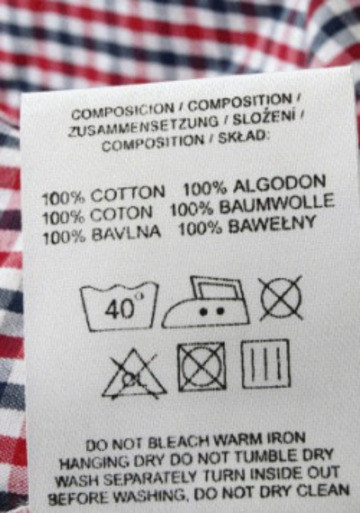 COMPOSICION / COMPOSITION /
ZUSAMMENSETZUNG / SLOŽENÍ /
COMPOSITION / SKŁAD:
100% COTTON 100% ALGODON
100% COTON 100% BAUMWOLLE
100% BAVLNA 100% BAWEŁNY
40°
CL
DO NOT BLEACH WARM IRON
HANGING DRY DO NOT TUMBLE DRY
WASH SEPARATELY TURN INSIDE OUT
BEFORE WASHING, DO NOT DRY CLEAN